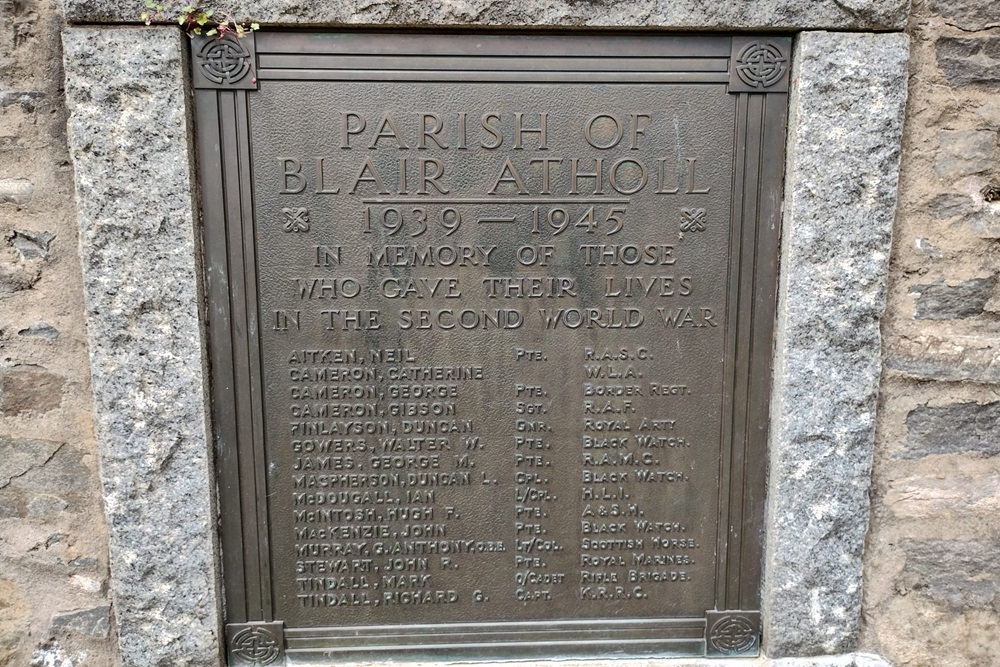 PARISH OF
BLAIR ATHOLL
1939 — 1945
IN MEMORY OF THOSE
WHO GAVE THEIR LIVES
IN THE SECOND WORLD WAR
AITKEN, NEIL PTE. R.A.S.C.
CAMERON, CATHERINE W.L.A.
CAMERON, GEORGE PTE. BORDER REGT.
CAMERON, GIBSON SGT. R.A.F.
FINLAYSON, DUNCAN GNR. ROYAL ARTY
GOWERS, WALTER W. PTE. BLACK WATCH.
JAMES, GEORGE M. PTE. R.A.M.C.
MACPHERSON, DUNCAN L. CPL. BLACK WATCH.
McDOUGALL, IAN L/CPL. H.L.I.
McINTOSH, HUGH F. PTE. A&S.H.
MACKENZIE, JOHN PTE. BLACK WATCH.
MURRAY, G. ANTHONY, O.B.E. LT/COL. SCOTTISH HORSE.
STEWART, JOHN R. PTE. ROYAL MARINES.
TINDALL, MARK O/CADET RIFLE BRIGADE.
TINDALL, RICHARD G. CAPT. K.R.R.C.